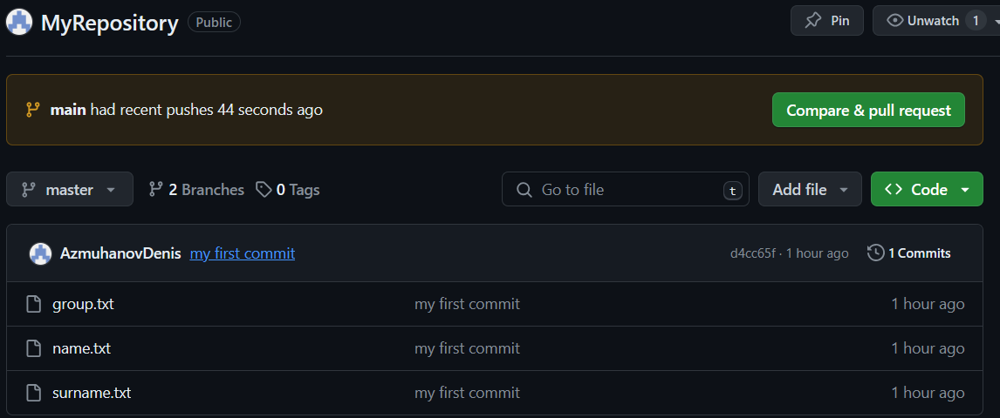 MyRepository Public Pin Unwatch 1
main had recent pushes 44 seconds ago Compare & pull request
master 2 Branches 0 Tags Go to file t Add file Code
AzmuhanovDenis my first commit d4cc65f · 1 hour ago 1 Commits
group.txt my first commit 1 hour ago
name.txt my first commit 1 hour ago
surname.txt my first commit 1 hour ago